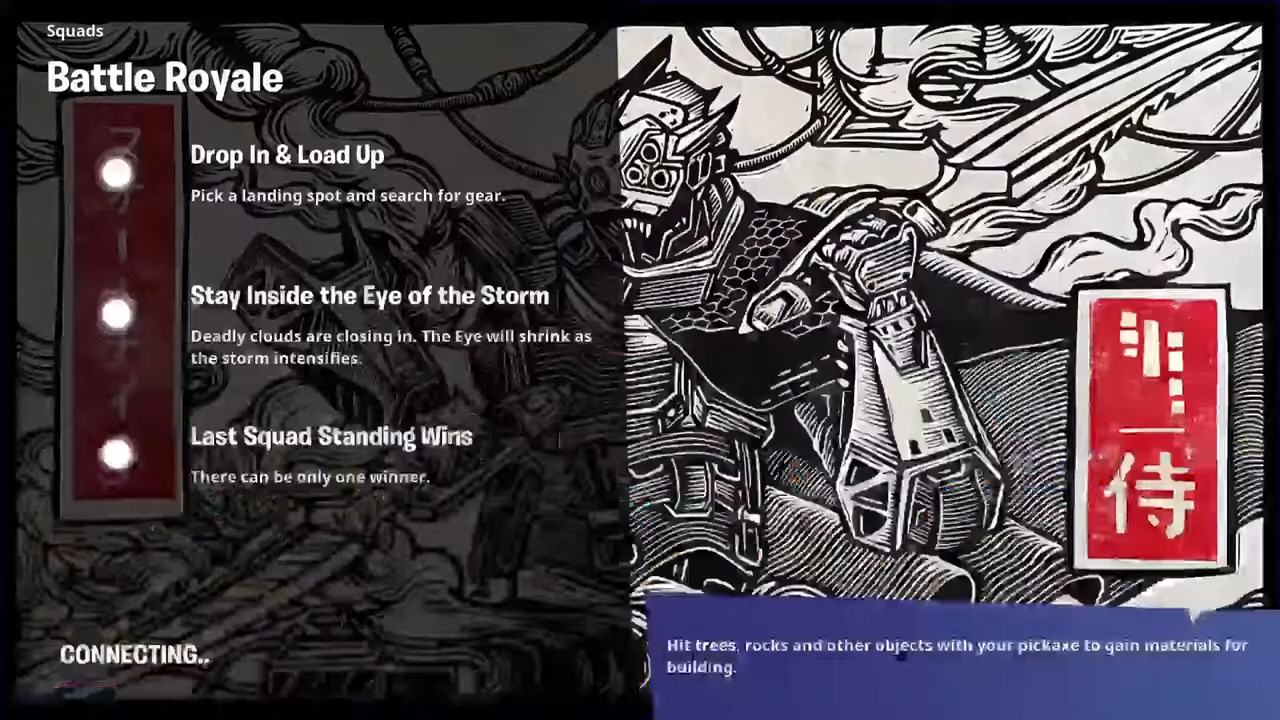 Squads
Battle Royale
Drop In & Load Up
Pick a landing spot and search for gear.
Stay Inside the Eye of the Storm
Deadly clouds are closing in. The Eye will shrink as
the storm intensifies.
Last Squad Standing Wins
There can be only one winner.
侍
CONNECTING..
Hit trees, rocks and other objects with your pickaxe to gain materials for
building.